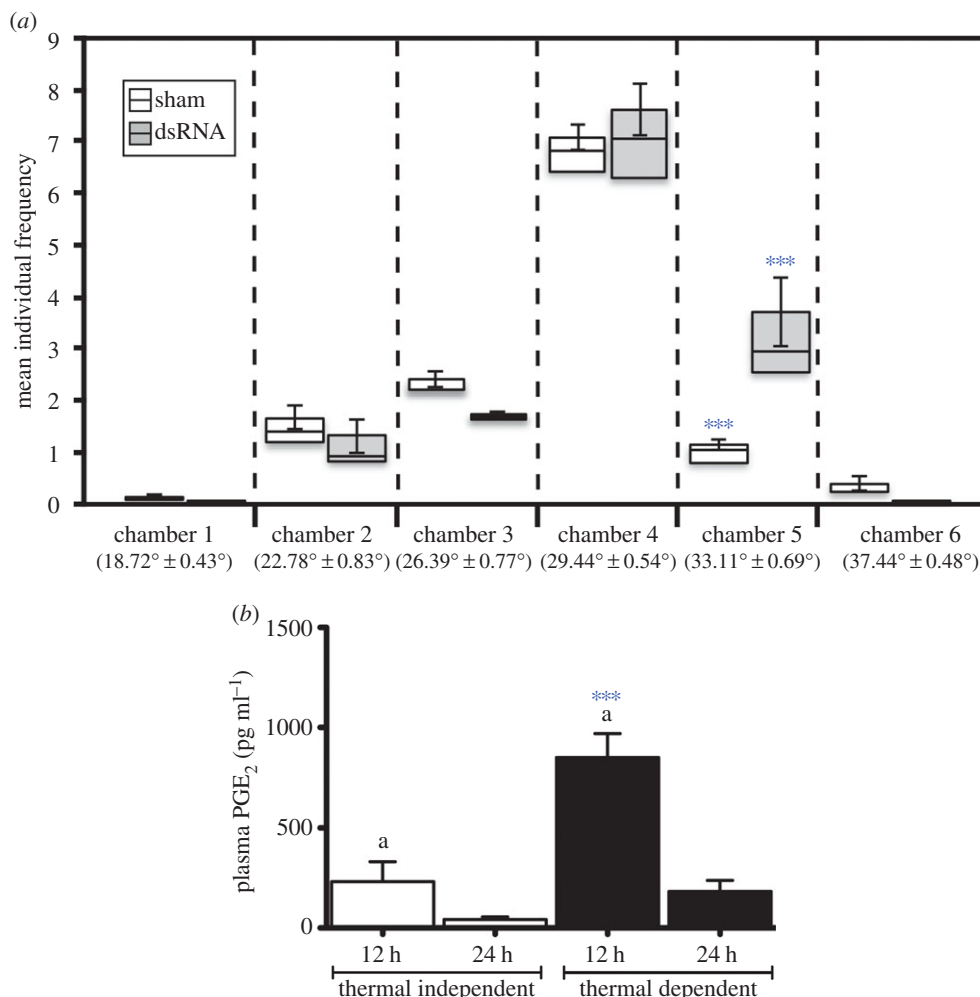 (a)
9
8
7
6
5
4
3
2
1
0
mean individual frequency
sham
dsRNA
***
***
chamber 1
(18.72° ± 0.43°)
chamber 2
(22.78° ± 0.83°)
chamber 3
(26.39° ± 0.77°)
chamber 4
(29.44° ± 0.54°)
chamber 5
(33.11° ± 0.69°)
chamber 6
(37.44° ± 0.48°)
(b)
1500
1000
500
0
plasma PGE₂ (pg ml⁻¹)
a
***
a
12 h
24 h
12 h
24 h
thermal independent
thermal dependent